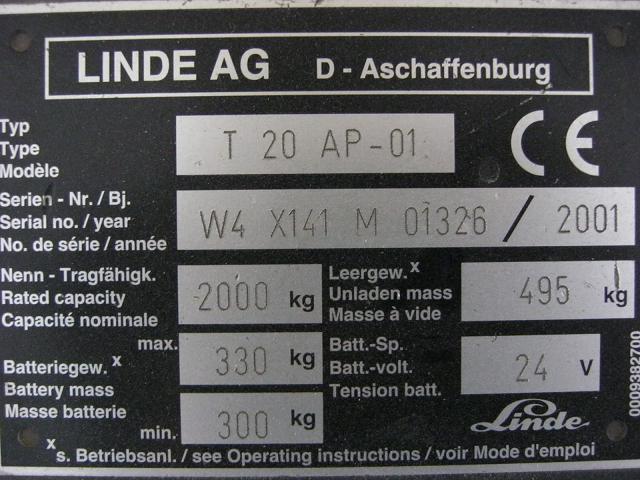 LINDE AG D - Aschaffenburg
Typ
Type T 20 AP-01 CE
Modèle
Serien - Nr. / Bj.
Serial no. / year W4 X141 M 01326 / 2001
No. de série / année
Nenn - Tragfähigk. Leergew. x
Rated capacity 2000 kg Unladen mass 495 kg
Capacité nominale Masse à vide
max. Batt.-Sp.
Batteriegew. x 330 kg Batt.-volt. 24 V
Battery mass Tension batt.
Masse batterie 300 kg Linde
min.
x s. Betriebsanl. / see Operating instructions / voir Mode d'emploi
0009382700